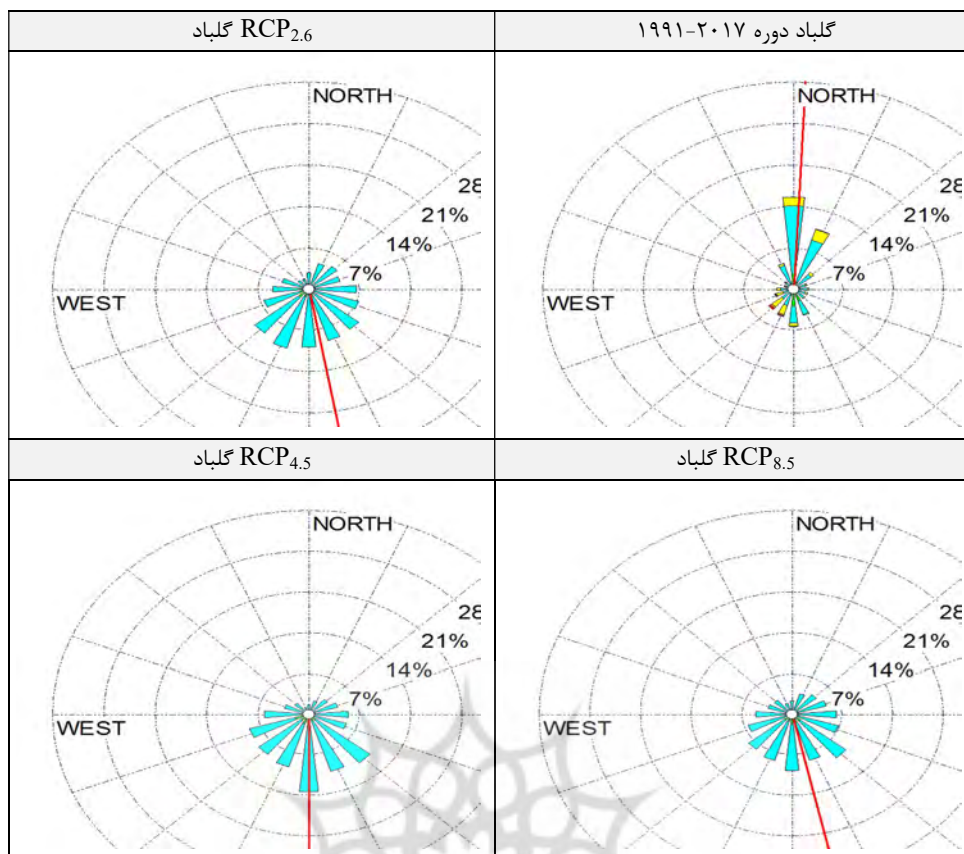 گلباد دوره ۲۰۱۷-۱۹۹۱
گلباد RCP2.6
NORTH
28
21%
14%
7%
WEST
NORTH
28
21%
14%
7%
WEST
گلباد RCP8.5
گلباد RCP4.5
NORTH
28
21%
14%
7%
WEST
NORTH
28
21%
14%
7%
WEST